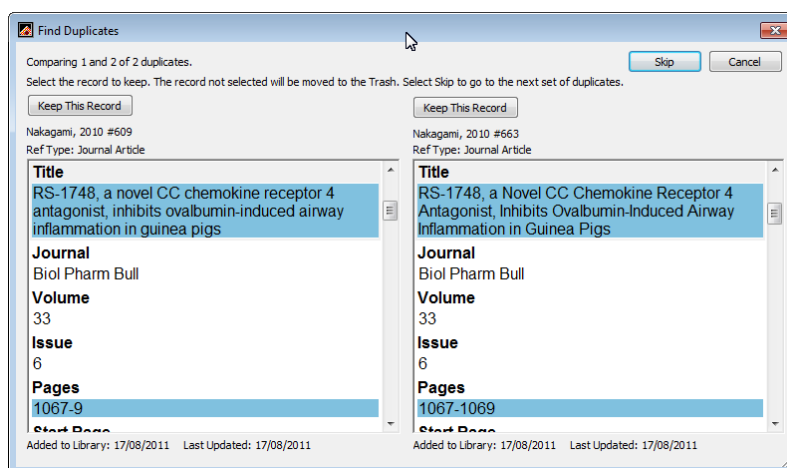 Find Duplicates
Comparing 1 and 2 of 2 duplicates.
Skip
Cancel
Select the record to keep. The record not selected will be moved to the Trash. Select Skip to go to the next set of duplicates.
Keep This Record
Nakagami, 2010 #609
Ref Type: Journal Article
Title
RS-1748, a novel CC chemokine receptor 4
antagonist, inhibits ovalbumin-induced airway
inflammation in guinea pigs
Journal
Biol Pharm Bull
Volume
33
Issue
6
Pages
1067-9
Start Page
Added to Library: 17/08/2011 Last Updated: 17/08/2011
Keep This Record
Nakagami, 2010 #663
Ref Type: Journal Article
Title
RS-1748, a Novel CC Chemokine Receptor 4
Antagonist, Inhibits Ovalbumin-Induced Airway
Inflammation in Guinea Pigs
Journal
Biol Pharm Bull
Volume
33
Issue
6
Pages
1067-1069
Start Page
Added to Library: 17/08/2011 Last Updated: 17/08/2011